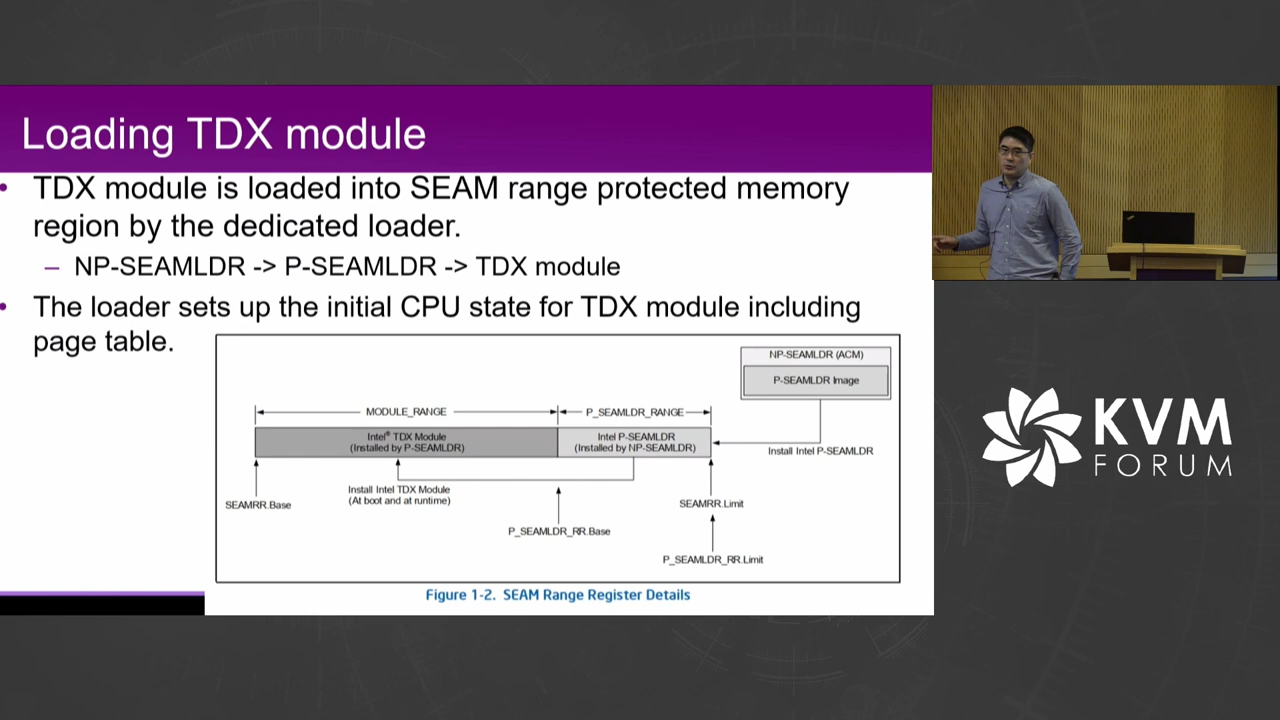 Loading TDX module
• TDX module is loaded into SEAM range protected memory
region by the dedicated loader.
– NP-SEAMLDR -> P-SEAMLDR -> TDX module
• The loader sets up the initial CPU state for TDX module including
page table.
NP-SEAMLDR (ACM)
P-SEAMLDR Image
MODULE_RANGE
P_SEAMLDR_RANGE
Intel® TDX Module
(Installed by P-SEAMLDR)
Intel P-SEAMLDR
(Installed by NP-SEAMLDR)
Install Intel P-SEAMLDR
Install Intel TDX Module
(At boot and at runtime)
SEAMRR.Base
SEAMRR.Limit
P_SEAMLDR_RR.Base
P_SEAMLDR_RR.Limit
Figure 1-2. SEAM Range Register Details
KVM
FORUM